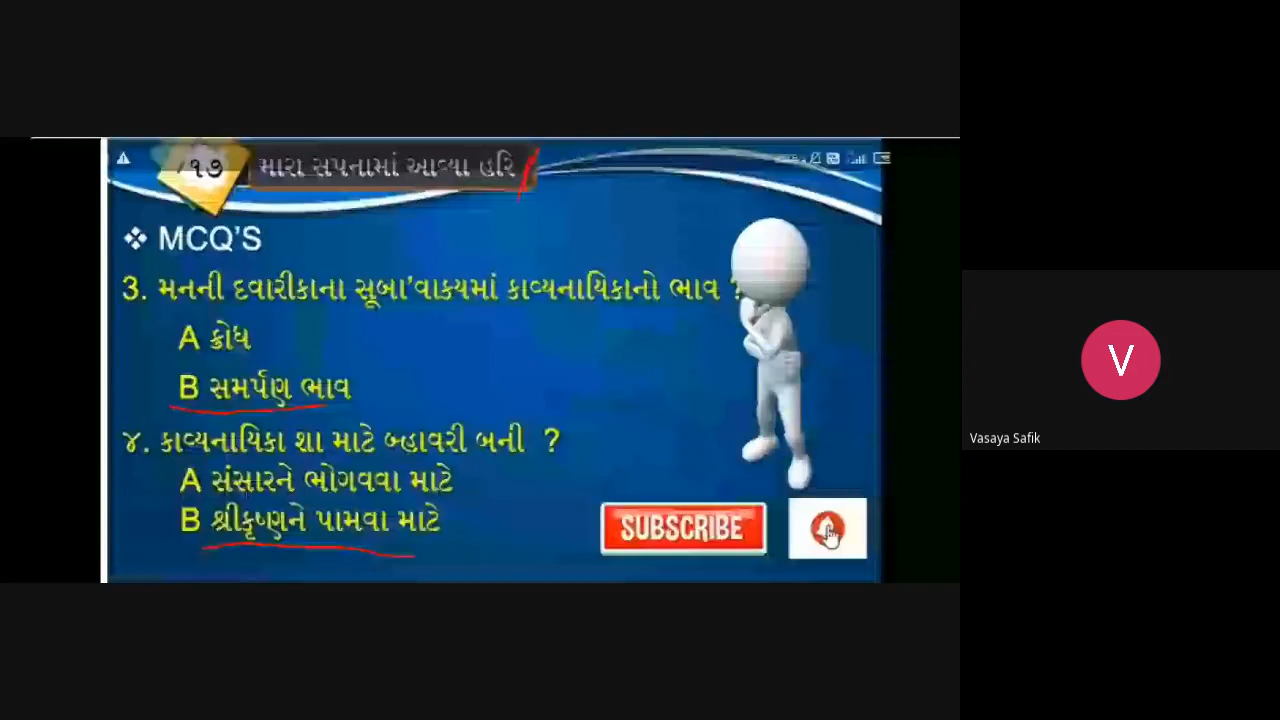 ૧૭ મારા સપનામાં આવ્યા હરિ
❖ MCQ'S
3. મનની દવારીકાના સૂબા'વાક્યમાં કાવ્યનાયિકાનો ભાવ ?
A ક્રોધ
B સમર્પણ ભાવ
૪. કાવ્યનાયિકા શા માટે બ્હાવરી બની ?
A સંસારને ભોગવવા માટે
B શ્રીકૃષ્ણને પામવા માટે
SUBSCRIBE
V
Vasaya Safik